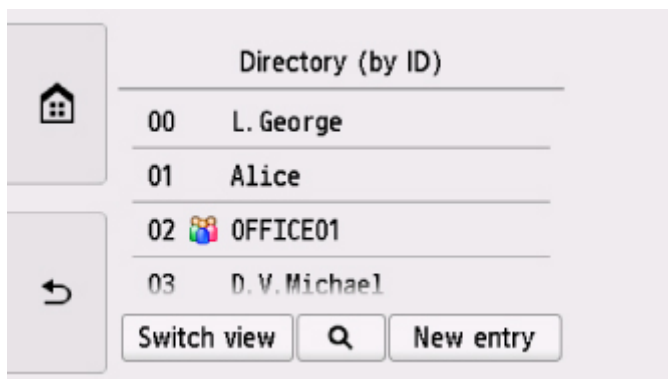 Directory (by ID)
00 L.George
01 Alice
02 OFFICE01
03 D.V.Michael
Switch view New entry